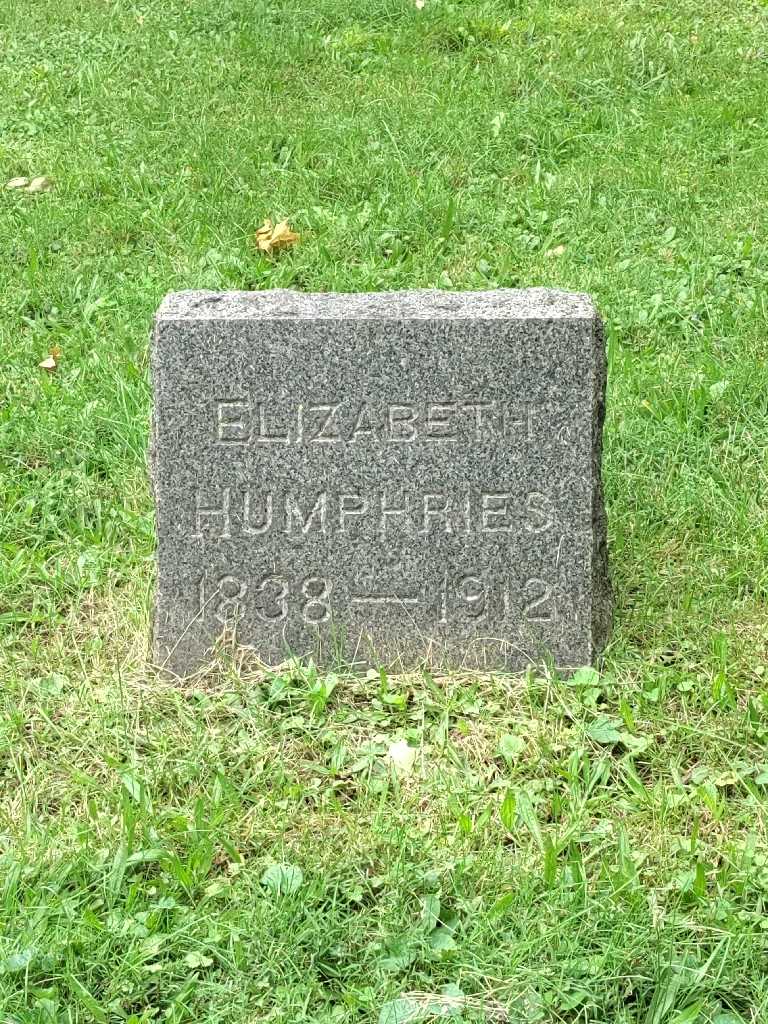 ELIZABETH
HUMPHRIES
1838 — 1912